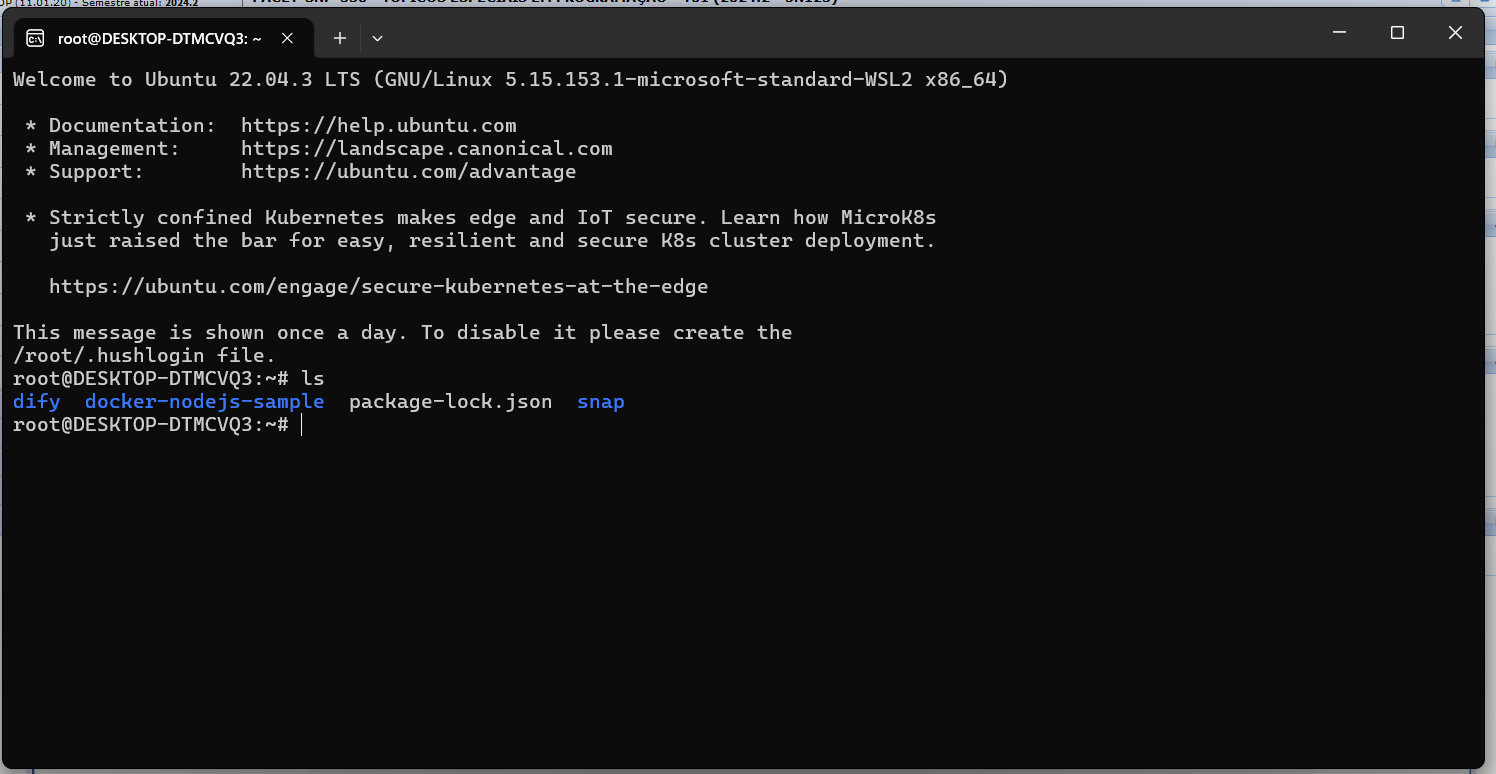 (11.01.20) - Semestre atual: 2024.2
root@DESKTOP-DTMCVQ3: ~
Welcome to Ubuntu 22.04.3 LTS (GNU/Linux 5.15.153.1-microsoft-standard-WSL2 x86_64)
* Documentation: https://help.ubuntu.com
* Management: https://landscape.canonical.com
* Support: https://ubuntu.com/advantage
* Strictly confined Kubernetes makes edge and IoT secure. Learn how MicroK8s
just raised the bar for easy, resilient and secure K8s cluster deployment.
https://ubuntu.com/engage/secure-kubernetes-at-the-edge
This message is shown once a day. To disable it please create the
/root/.hushlogin file.
root@DESKTOP-DTMCVQ3:~# ls
dify docker-nodejs-sample package-lock.json snap
root@DESKTOP-DTMCVQ3:~#